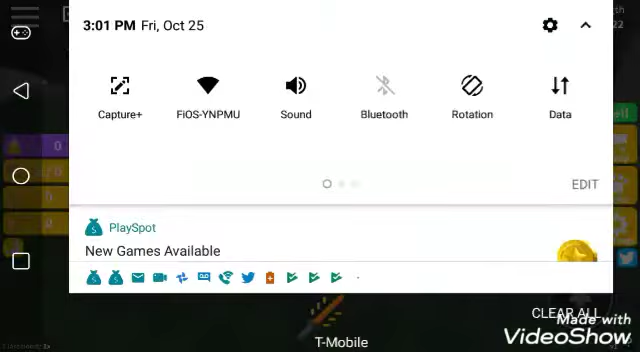 3:01 PM Fri, Oct 25
Capture+
FiOS-YNPMU
Sound
Bluetooth
Rotation
Data
EDIT
PlaySpot
New Games Available
CLEAR ALL
Made with
VideoShow
T-Mobile